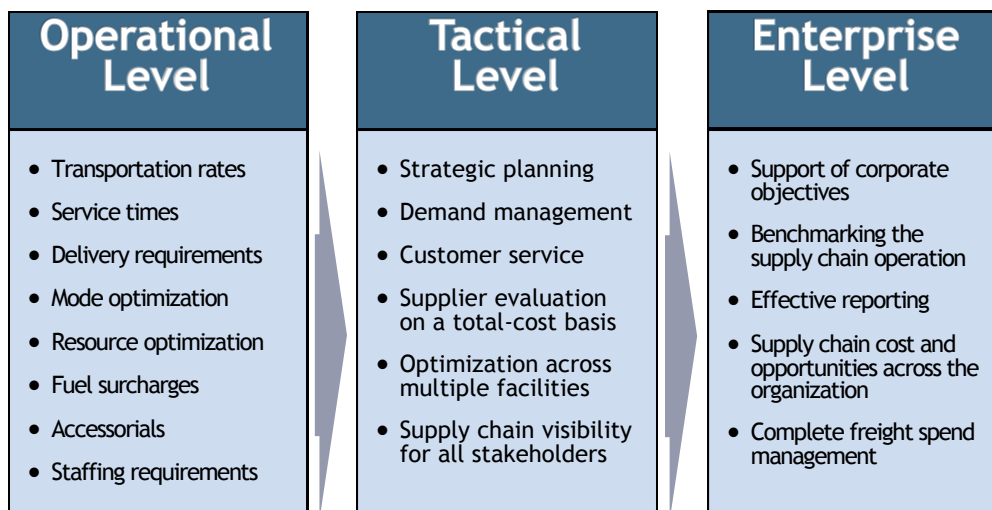 Operational
Level
• Transportation rates
• Service times
• Delivery requirements
• Mode optimization
• Resource optimization
• Fuel surcharges
• Accessorials
• Staffing requirements
Tactical
Level
• Strategic planning
• Demand management
• Customer service
• Supplier evaluation
on a total-cost basis
• Optimization across
multiple facilities
• Supply chain visibility
for all stakeholders
Enterprise
Level
• Support of corporate
objectives
• Benchmarking the
supply chain operation
• Effective reporting
• Supply chain cost and
opportunities across the
organization
• Complete freight spend
management